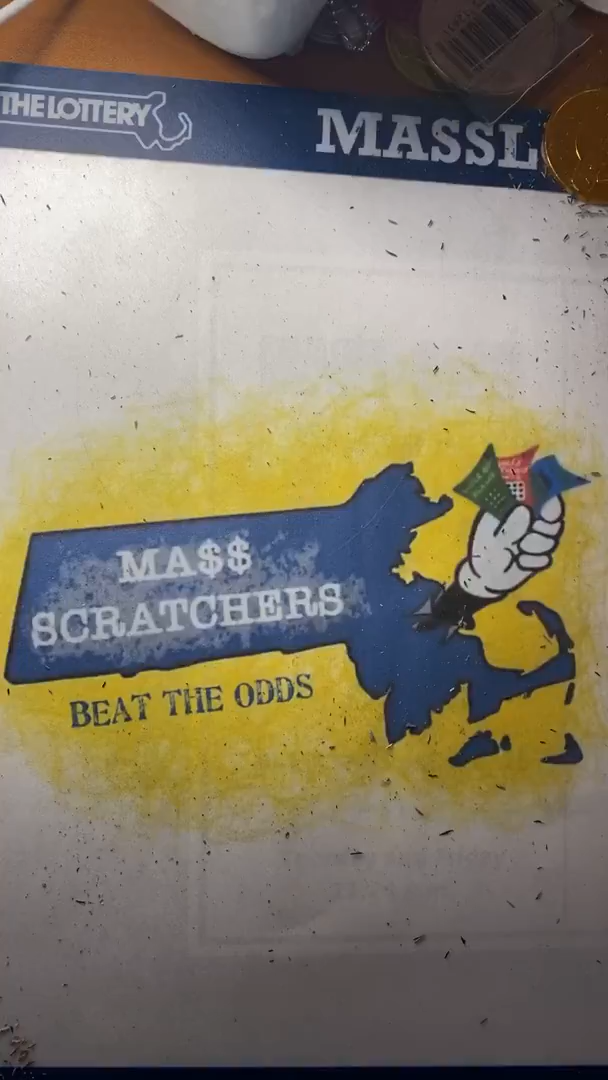 THE LOTTERY
MASSL
MA$$
SCRATCHERS
BEAT THE ODDS